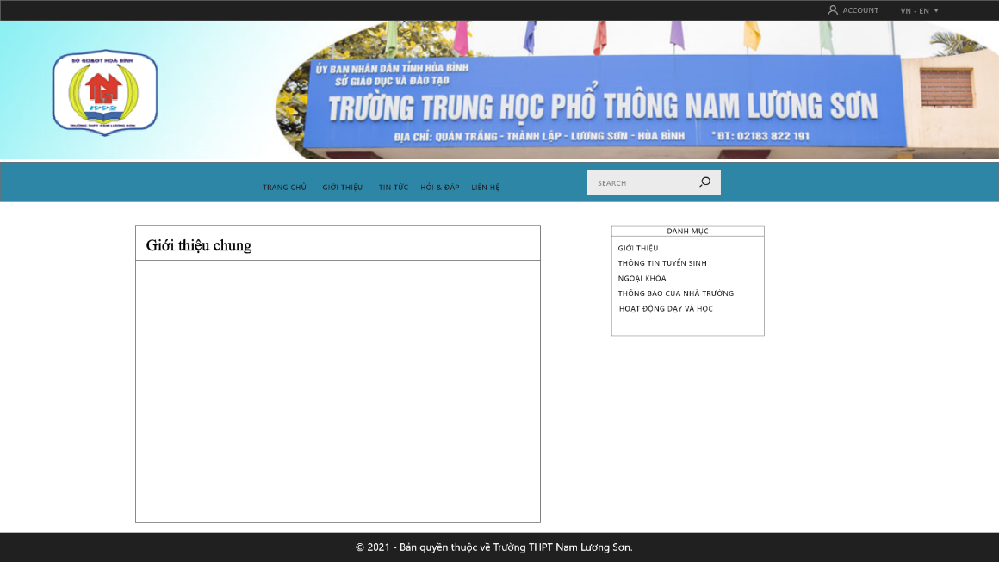 ACCOUNT
VN - EN
SỞ GD&ĐT HOÀ BÌNH
1992
TRƯỜNG THPT NAM LƯƠNG SƠN
ỦY BAN NHÂN DÂN TỈNH HÒA BÌNH
SỞ GIÁO DỤC VÀ ĐÀO TẠO
TRƯỜNG TRUNG HỌC PHỔ THÔNG NAM LƯƠNG SƠN
ĐỊA CHỈ: QUÁN TRẮNG - THÀNH LẬP - LƯƠNG SƠN - HÒA BÌNH * ĐT: 02183 822 191
TRANG CHỦ GIỚI THIỆU TIN TỨC HỎI & ĐÁP LIÊN HỆ
SEARCH
Giới thiệu chung
DANH MỤC
GIỚI THIỆU
THÔNG TIN TUYỂN SINH
NGOẠI KHÓA
THÔNG BÁO CỦA NHÀ TRƯỜNG
HOẠT ĐỘNG DẠY VÀ HỌC
© 2021 - Bản quyền thuộc về Trường THPT Nam Lương Sơn.